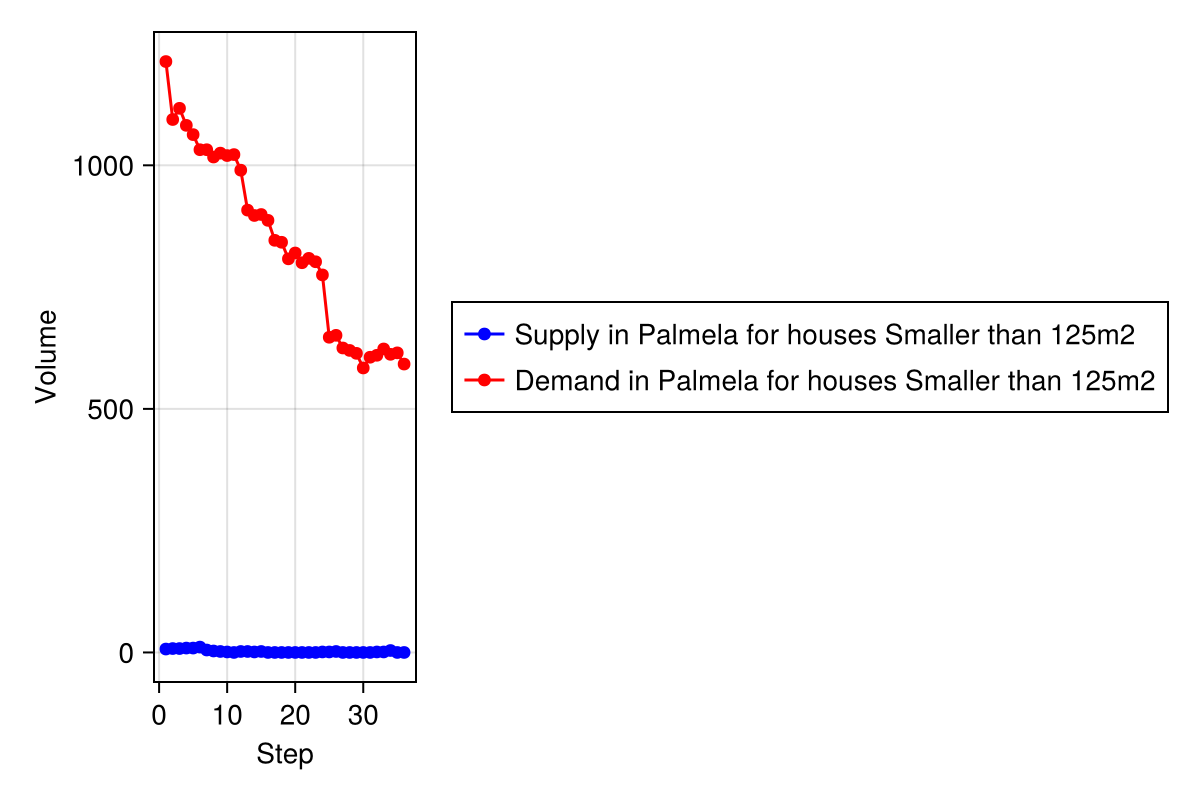 Volume
1000
500
0
0 10 20 30
Step
Supply in Palmela for houses Smaller than 125m2
Demand in Palmela for houses Smaller than 125m2